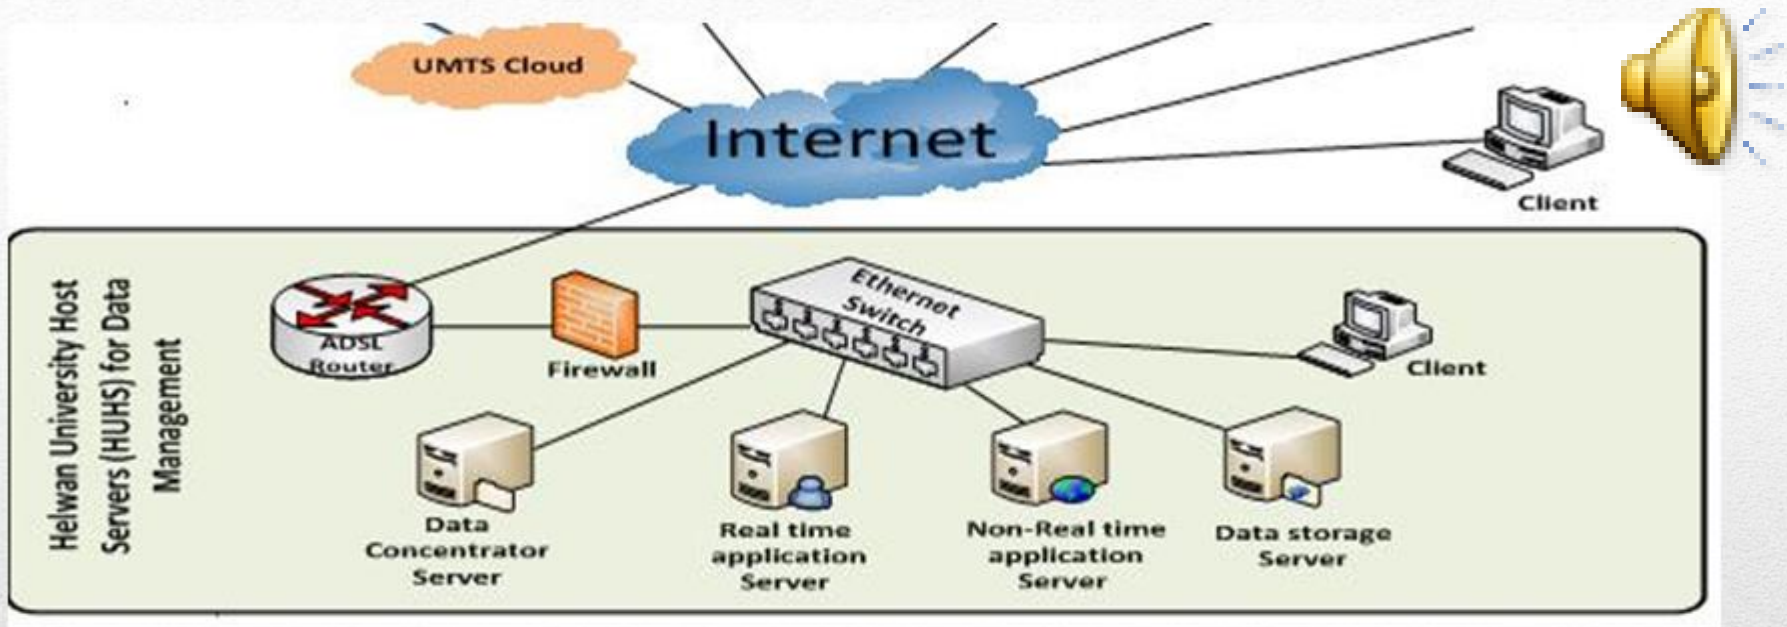 UMTS Cloud
Internet
Client
Helwan University Host
Servers (HUHS) for Data
Management
ADSL
Router
Firewall
Ethernet
Switch
Client
Data
Concentrator
Server
Real time
application
Server
Non-Real time
application
Server
Data storage
Server